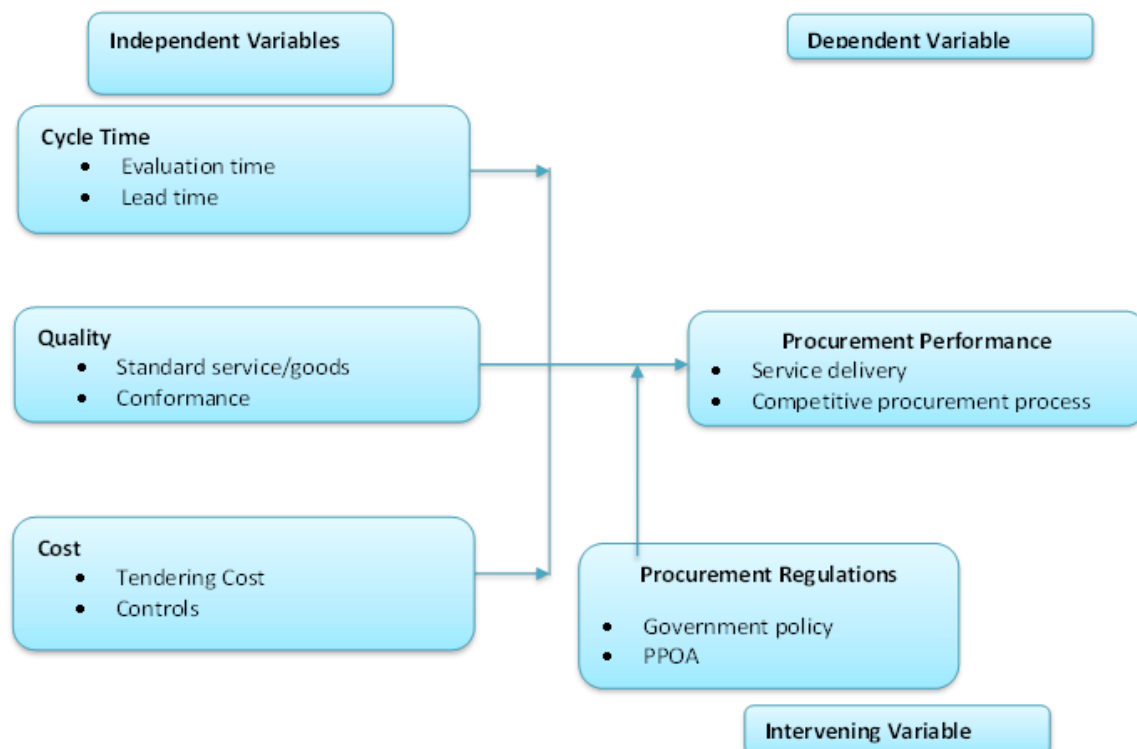 Independent Variables
Dependent Variable
Cycle Time
• Evaluation time
• Lead time
Quality
• Standard service/goods
• Conformance
Procurement Performance
• Service delivery
• Competitive procurement process
Cost
• Tendering Cost
• Controls
Procurement Regulations
• Government policy
• PPOA
Intervening Variable